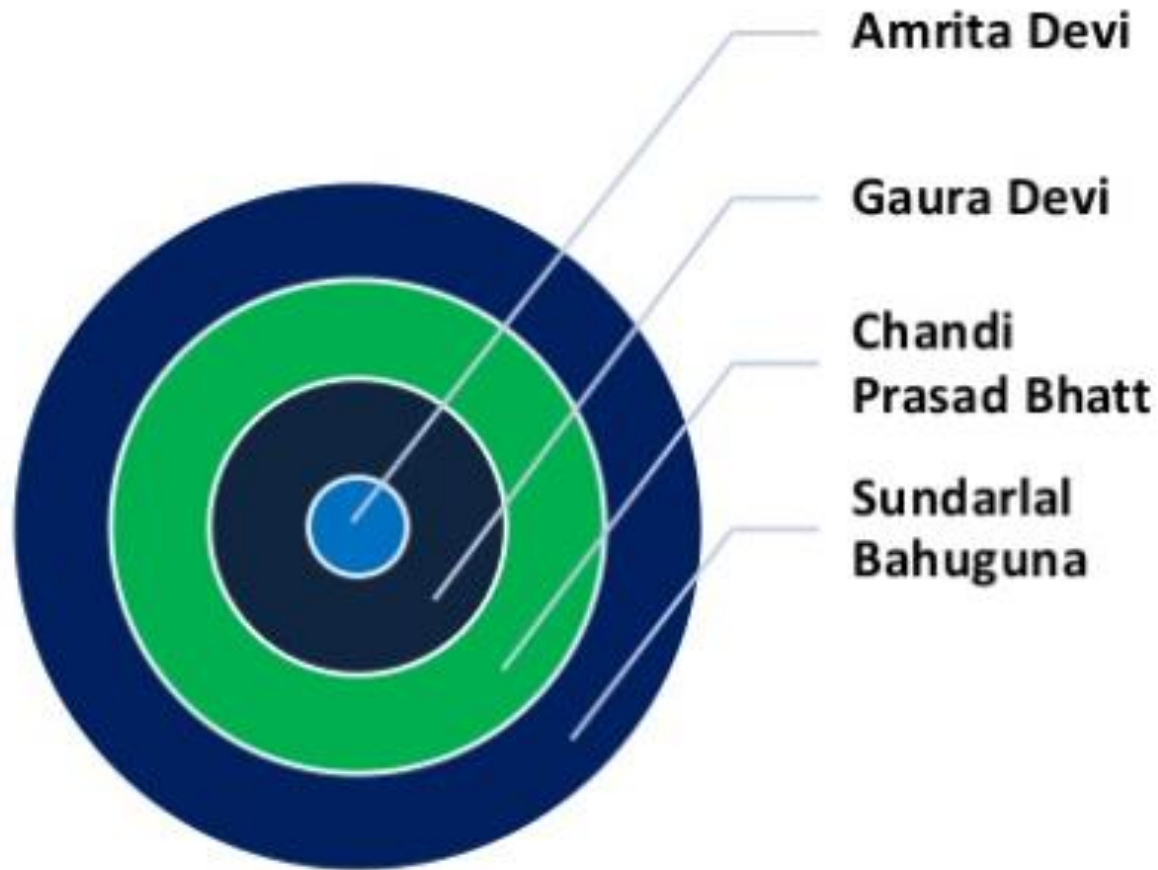 Amrita Devi
Gaura Devi
Chandi
Prasad Bhatt
Sundarlal
Bahuguna